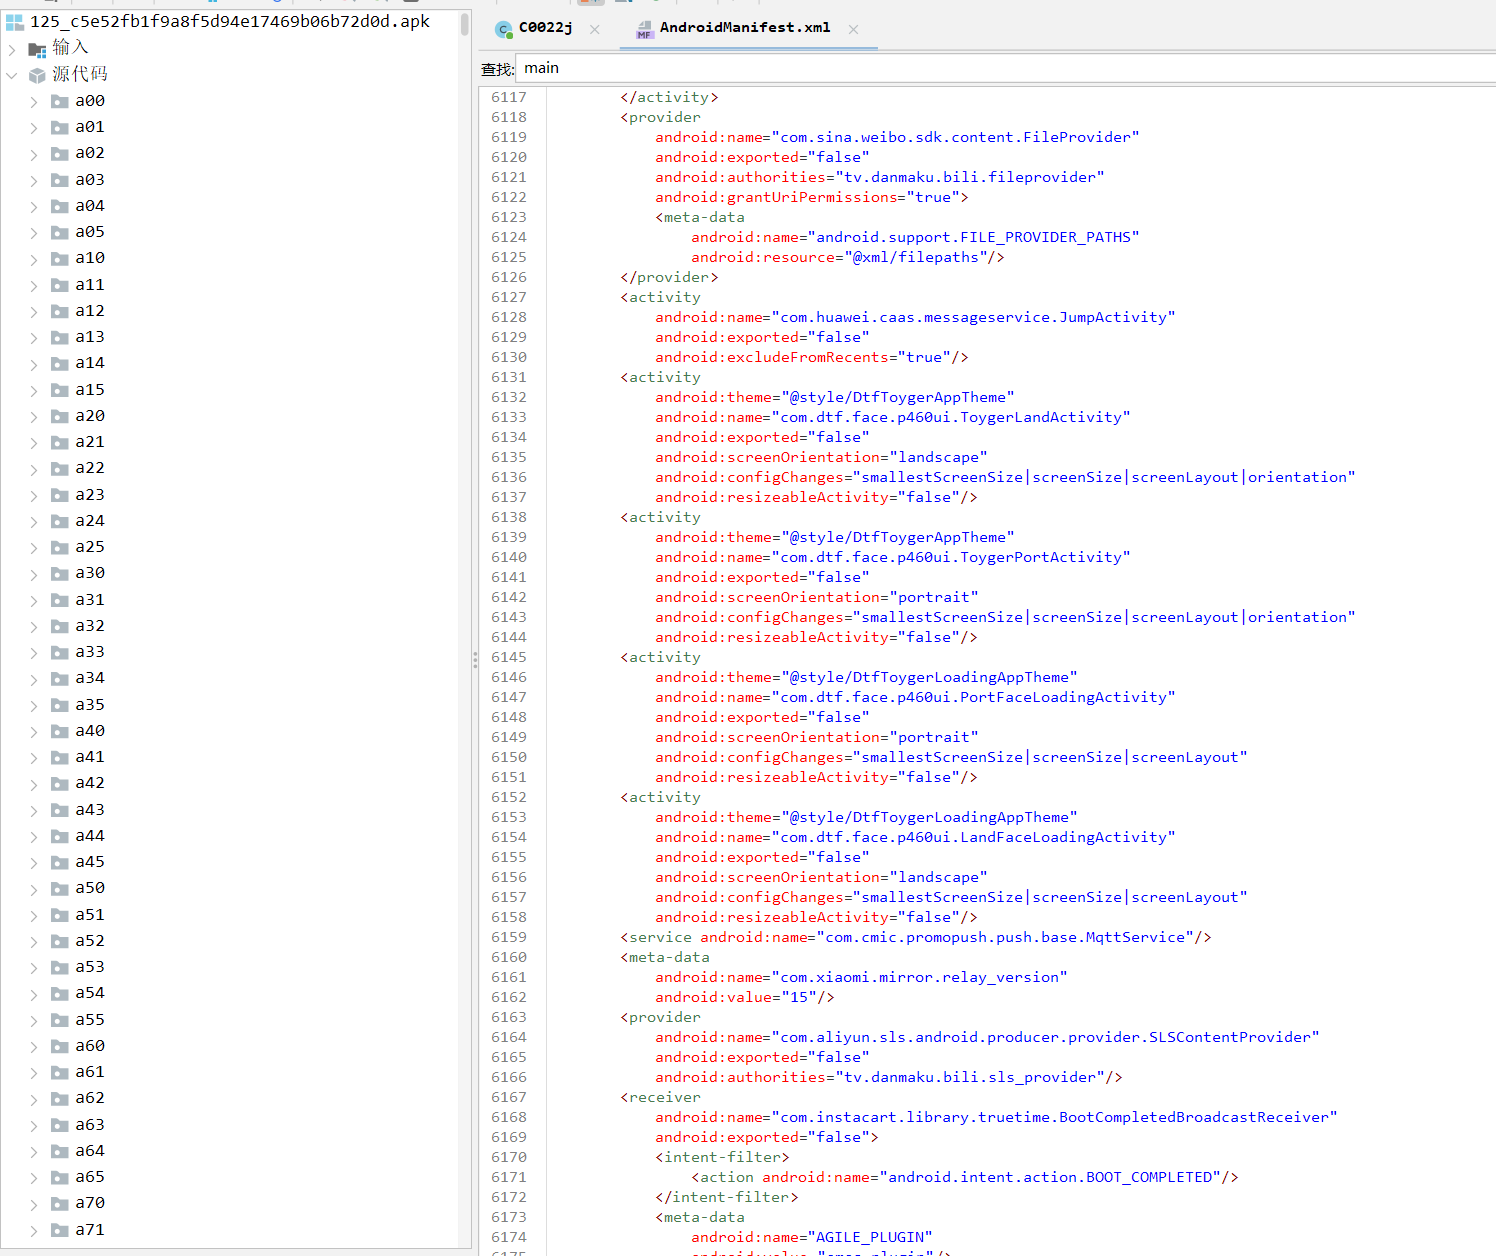 125_c5e52fb1f9a8f5d94e17469b06b72d0d.apk
输入
源代码
a00
a01
a02
a03
a04
a05
a10
a11
a12
a13
a14
a15
a20
a21
a22
a23
a24
a25
a30
a31
a32
a33
a34
a35
a40
a41
a42
a43
a44
a45
a50
a51
a52
a53
a54
a55
a60
a61
a62
a63
a64
a65
a70
a71
C0022j
AndroidManifest.xml
查找: main
6117 </activity>
6118 <provider
6119 android:name="com.sina.weibo.sdk.content.FileProvider"
6120 android:exported="false"
6121 android:authorities="tv.danmaku.bili.fileprovider"
6122 android:grantUriPermissions="true">
6123 <meta-data
6124 android:name="android.support.FILE_PROVIDER_PATHS"
6125 android:resource="@xml/filepaths"/>
6126 </provider>
6127 <activity
6128 android:name="com.huawei.caas.messageservice.JumpActivity"
6129 android:exported="false"
6130 android:excludeFromRecents="true"/>
6131 <activity
6132 android:theme="@style/DtfToygerAppTheme"
6133 android:name="com.dtf.face.p460ui.ToygerLandActivity"
6134 android:exported="false"
6135 android:screenOrientation="landscape"
6136 android:configChanges="smallestScreenSize|screenSize|screenLayout|orientation"
6137 android:resizeableActivity="false"/>
6138 <activity
6139 android:theme="@style/DtfToygerAppTheme"
6140 android:name="com.dtf.face.p460ui.ToygerPortActivity"
6141 android:exported="false"
6142 android:screenOrientation="portrait"
6143 android:configChanges="smallestScreenSize|screenSize|screenLayout|orientation"
6144 android:resizeableActivity="false"/>
6145 <activity
6146 android:theme="@style/DtfToygerLoadingAppTheme"
6147 android:name="com.dtf.face.p460ui.PortFaceLoadingActivity"
6148 android:exported="false"
6149 android:screenOrientation="portrait"
6150 android:configChanges="smallestScreenSize|screenSize|screenLayout"
6151 android:resizeableActivity="false"/>
6152 <activity
6153 android:theme="@style/DtfToygerLoadingAppTheme"
6154 android:name="com.dtf.face.p460ui.LandFaceLoadingActivity"
6155 android:exported="false"
6156 android:screenOrientation="landscape"
6157 android:configChanges="smallestScreenSize|screenSize|screenLayout"
6158 android:resizeableActivity="false"/>
6159 <service android:name="com.cmic.promopush.push.base.MqttService"/>
6160 <meta-data
6161 android:name="com.xiaomi.mirror.relay_version"
6162 android:value="15"/>
6163 <provider
6164 android:name="com.aliyun.sls.android.producer.provider.SLSContentProvider"
6165 android:exported="false"
6166 android:authorities="tv.danmaku.bili.sls_provider"/>
6167 <receiver
6168 android:name="com.instacart.library.truetime.BootCompletedBroadcastReceiver"
6169 android:exported="false">
6170 <intent-filter>
6171 <action android:name="android.intent.action.BOOT_COMPLETED"/>
6172 </intent-filter>
6173 <meta-data
6174 android:name="AGILE_PLUGIN"